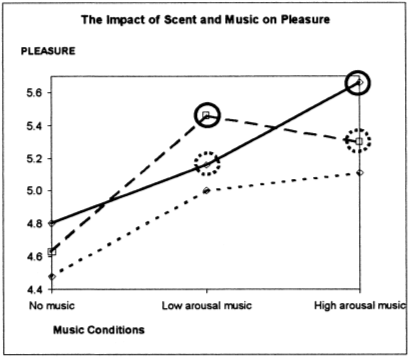 The Impact of Scent and Music on Pleasure
PLEASURE
5.6
5.4
5.2
5.0
4.8
4.6
4.4
No music Low arousal music High arousal music
Music Conditions